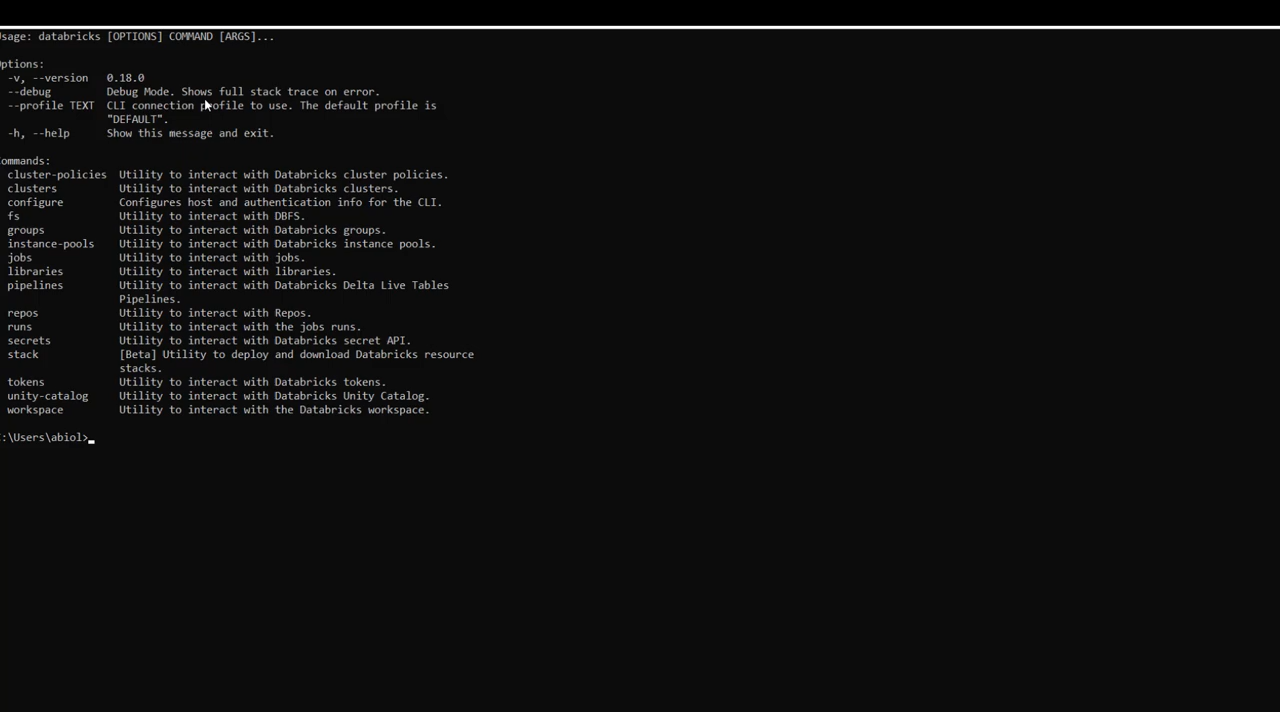 sage: databricks [OPTIONS] COMMAND [ARGS]...
Options:
-v, --version 0.18.0
--debug Debug Mode. Shows full stack trace on error.
--profile TEXT CLI connection profile to use. The default profile is
"DEFAULT".
-h, --help Show this message and exit.
ommands:
cluster-policies Utility to interact with Databricks cluster policies.
clusters Utility to interact with Databricks clusters.
configure Configures host and authentication info for the CLI.
fs Utility to interact with DBFS.
groups Utility to interact with Databricks groups.
instance-pools Utility to interact with Databricks instance pools.
jobs Utility to interact with jobs.
libraries Utility to interact with libraries.
pipelines Utility to interact with Databricks Delta Live Tables
Pipelines.
repos Utility to interact with Repos.
runs Utility to interact with the jobs runs.
secrets Utility to interact with Databricks secret API.
stack [Beta] Utility to deploy and download Databricks resource
stacks.
tokens Utility to interact with Databricks tokens.
unity-catalog Utility to interact with Databricks Unity Catalog.
workspace Utility to interact with the Databricks workspace.
:\Users\abiol>